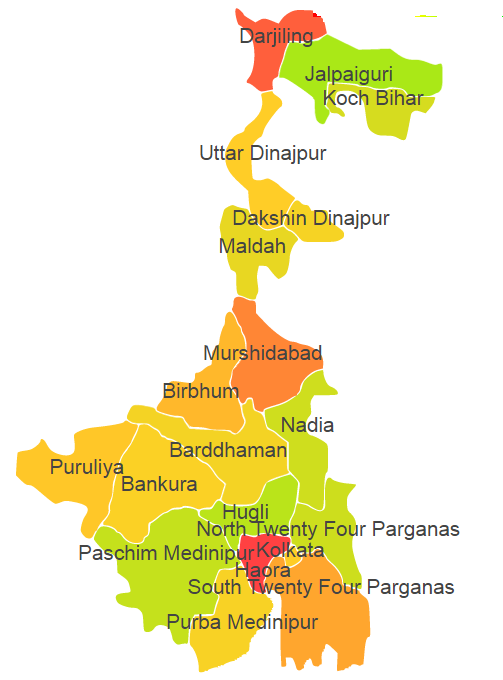 Darjiling
Jalpaiguri
Koch Bihar
Uttar Dinajpur
Dakshin Dinajpur
Maldah
Murshidabad
Birbhum
Nadia
Barddhaman
Puruliya
Bankura
Hugli
North Twenty Four Parganas
Paschim Medinipur
Kolkata
Haora
South Twenty Four Parganas
Purba Medinipur